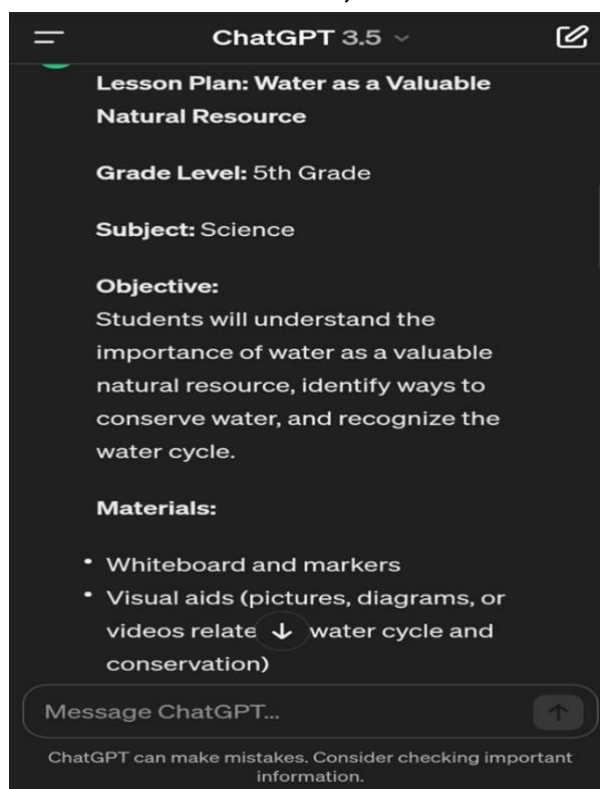 ChatGPT 3.5
Lesson Plan: Water as a Valuable
Natural Resource
Grade Level: 5th Grade
Subject: Science
Objective:
Students will understand the
importance of water as a valuable
natural resource, identify ways to
conserve water, and recognize the
water cycle.
Materials:
• Whiteboard and markers
• Visual aids (pictures, diagrams, or
videos relate water cycle and
conservation)
Message ChatGPT...
ChatGPT can make mistakes. Consider checking important
information.